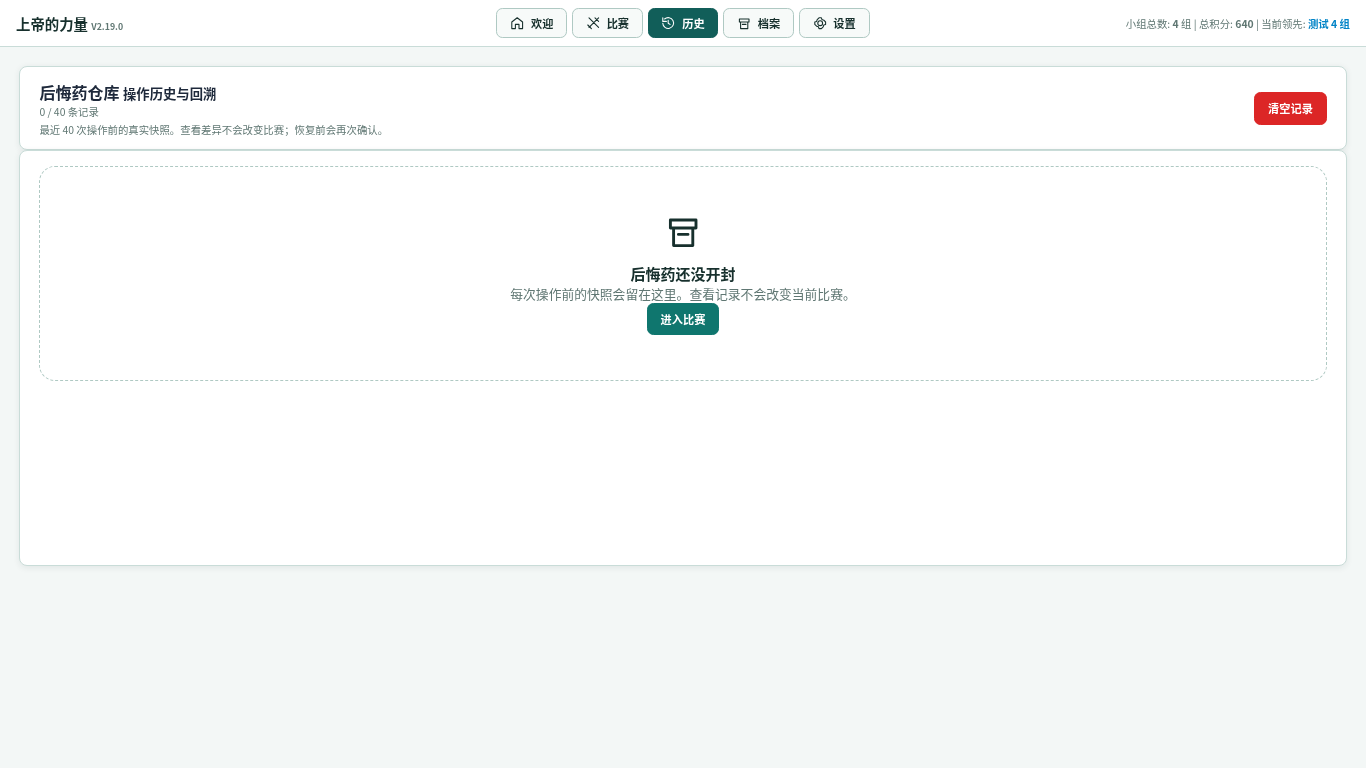 上帝的力量 V2.19.0
欢迎
比赛
历史
档案
设置
小组总数: 4 组 | 总积分: 640 | 当前领先: 测试 4 组
后悔药仓库 操作历史与回溯
0 / 40 条记录
最近 40 次操作前的真实快照。查看差异不会改变比赛；恢复前会再次确认。
清空记录
后悔药还没开封
每次操作前的快照会留在这里。查看记录不会改变当前比赛。
进入比赛